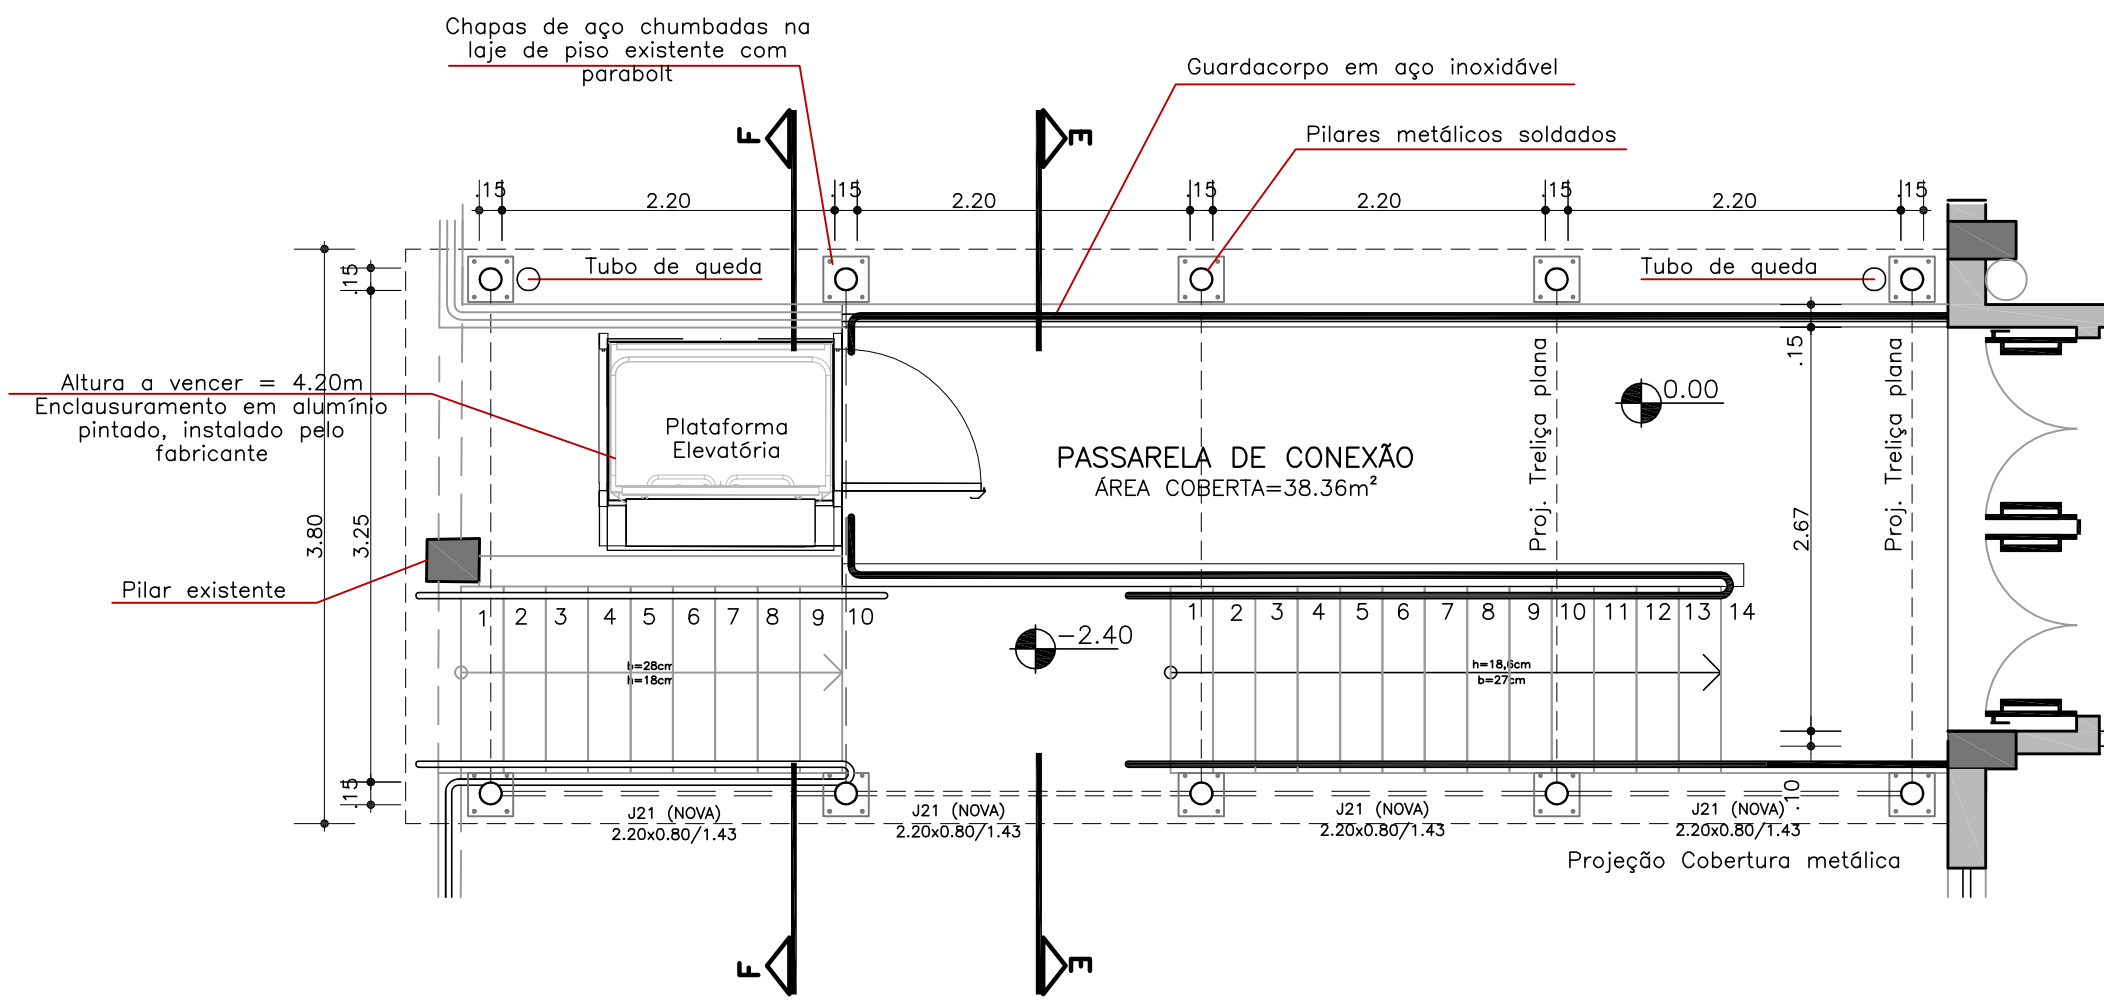 Chapas de aço chumbadas na
laje de piso existente com
parabolt
Guardacorpo em aço inoxidável
Pilares metálicos soldados
F
E
.15
2.20
.15
2.20
.15
2.20
.15
2.20
.15
.15
Tubo de queda
Tubo de queda
Altura a vencer = 4.20m
Enclausuramento em alumínio
pintado, instalado pelo
fabricante
Plataforma
Elevatória
PASSARELA DE CONEXÃO
ÁREA COBERTA=38.36m²
Proj. Treliça plana
0.00
.15
Proj. Treliça plana
3.80
3.25
2.67
Pilar existente
1 2 3 4 5 6 7 8 9 10
-2.40
1 2 3 4 5 6 7 8 9 10 11 12 13 14
b=28cm
h=18cm
h=18,6cm
b=27cm
.15
.10
J21 (NOVA)
2.20x0.80/1.43
J21 (NOVA)
2.20x0.80/1.43
J21 (NOVA)
2.20x0.80/1.43
J21 (NOVA)
2.20x0.80/1.43
Projeção Cobertura metálica
F
E